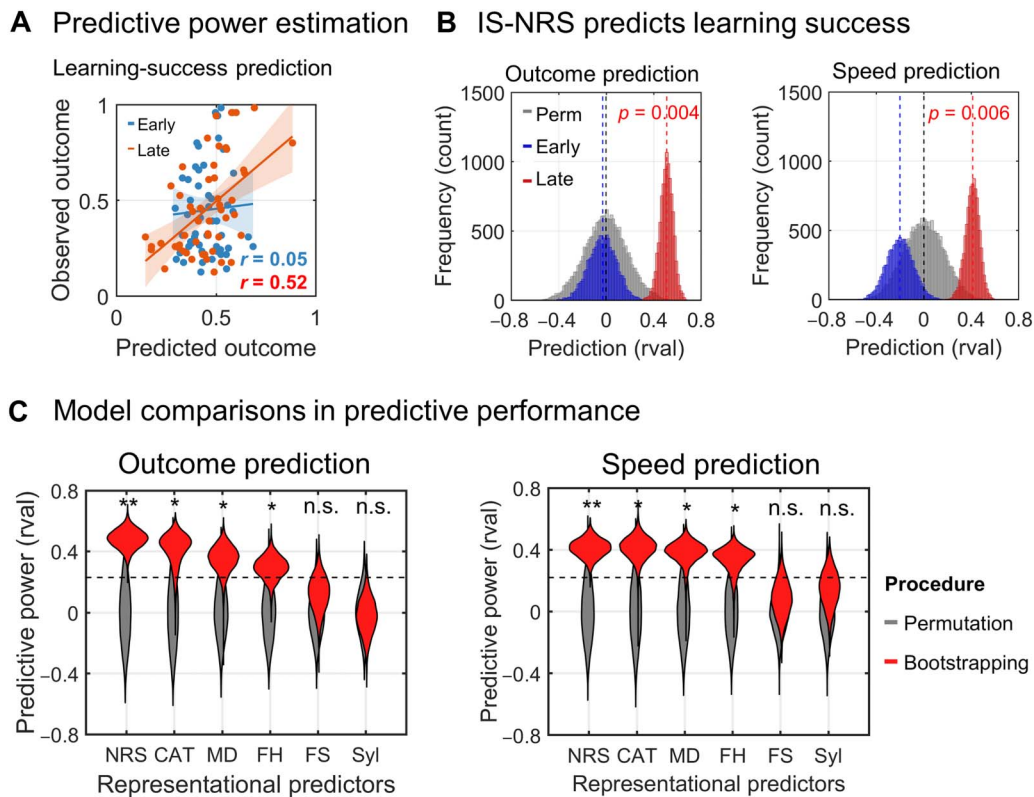 A Predictive power estimation
Learning-success prediction
Observed outcome
1
0.5
0
Early
Late
r = 0.05
r = 0.52
0 0.5 1
Predicted outcome
B IS-NRS predicts learning success
Outcome prediction
Frequency (count)
1500
1000
500
0
Perm
Early
Late
p = 0.004
−0.8 −0.4 0 0.4 0.8
Prediction (rval)
Speed prediction
Frequency (count)
1500
1000
500
0
p = 0.006
−0.8 −0.4 0 0.4 0.8
Prediction (rval)
C Model comparisons in predictive performance
Outcome prediction
Predictive power (rval)
0.8
0.4
0
−0.4
−0.8
** * * * n.s. n.s.
NRS CAT MD FH FS Syl
Representational predictors
Speed prediction
Predictive power (rval)
0.8
0.4
0
−0.4
−0.8
** * * * n.s. n.s.
NRS CAT MD FH FS Syl
Representational predictors
Procedure
Permutation
Bootstrapping